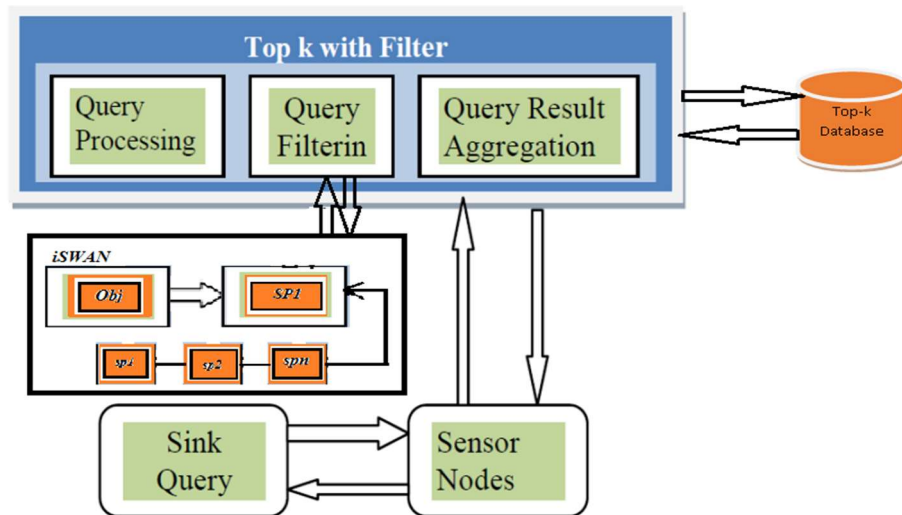 Top k with Filter
Query
Processing
Query
Filterin
Query Result
Aggregation
Top-k
Database
iSWAN
Obj
SP1
sp1
sp2
spn
Sink
Query
Sensor
Nodes